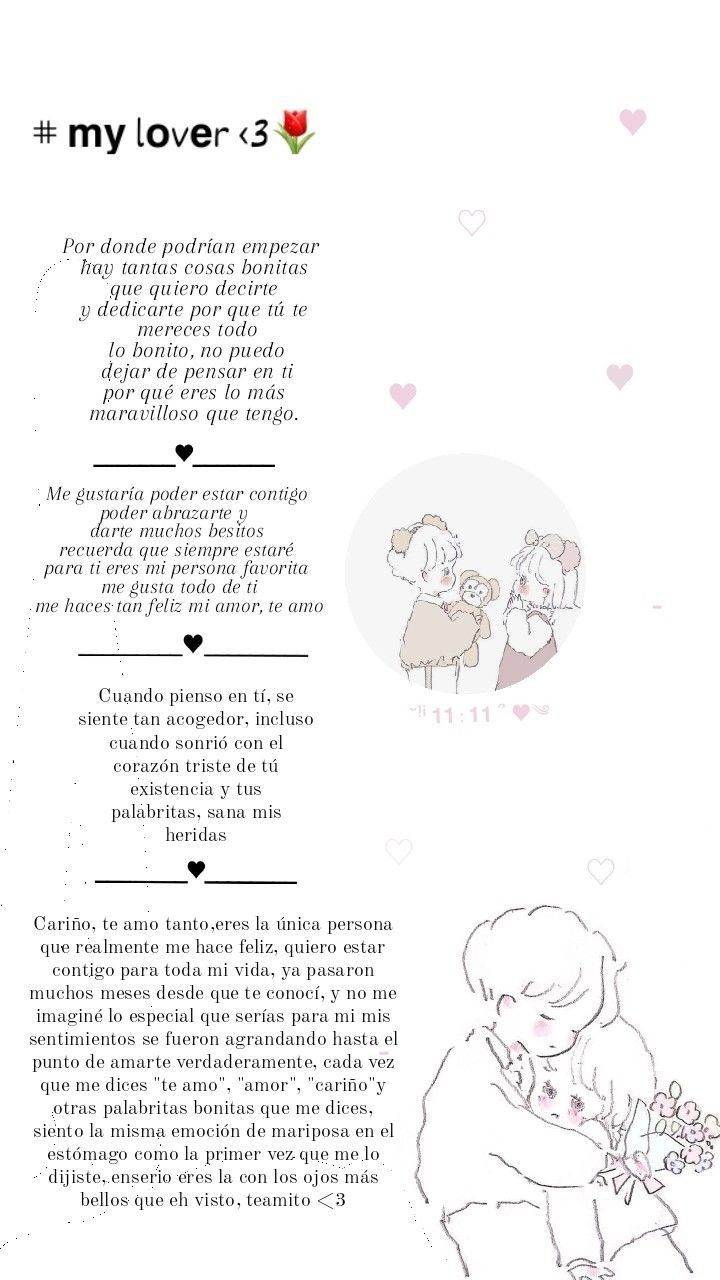 # my lover <3🌷
Por donde podrían empezar
hay tantas cosas bonitas
que quiero decirte
y dedicarte por que tú te
mereces todo
lo bonito, no puedo
dejar de pensar en ti
por qué eres lo más
maravilloso que tengo.
Me gustaría poder estar contigo
poder abrazarte y
darte muchos besitos
recuerda que siempre estaré
para ti eres mi persona favorita
me gusta todo de ti
me haces tan feliz mi amor, te amo
11 : 11
Cuando pienso en tí, se
siente tan acogedor, incluso
cuando sonrió con el
corazón triste de tú
existencia y tus
palabritas, sana mis
heridas
Cariño, te amo tanto,eres la única persona
que realmente me hace feliz, quiero estar
contigo para toda mi vida, ya pasaron
muchos meses desde que te conocí, y no me
imaginé lo especial que serías para mi mis
sentimientos se fueron agrandando hasta el
punto de amarte verdaderamente, cada vez
que me dices "te amo", "amor", "cariño"y
otras palabritas bonitas que me dices,
siento la misma emoción de mariposa en el
estómago como la primer vez que me lo
dijiste, enserio eres la con los ojos más
bellos que eh visto, teamito <3